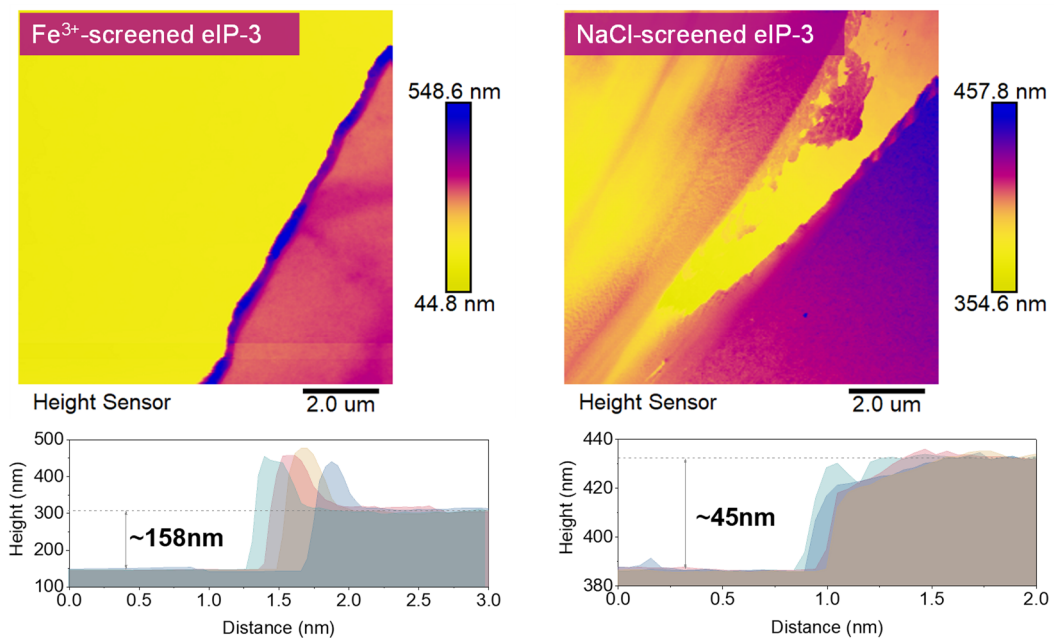 Fe³⁺-screened eIP-3
548.6 nm
44.8 nm
Height Sensor
2.0 um
NaCl-screened eIP-3
457.8 nm
354.6 nm
Height Sensor
2.0 um
Height (nm)
500
400
300
200
100
~158nm
0.0 0.5 1.0 1.5 2.0 2.5 3.0
Distance (nm)
Height (nm)
440
420
400
380
~45nm
0.0 0.5 1.0 1.5 2.0
Distance (nm)